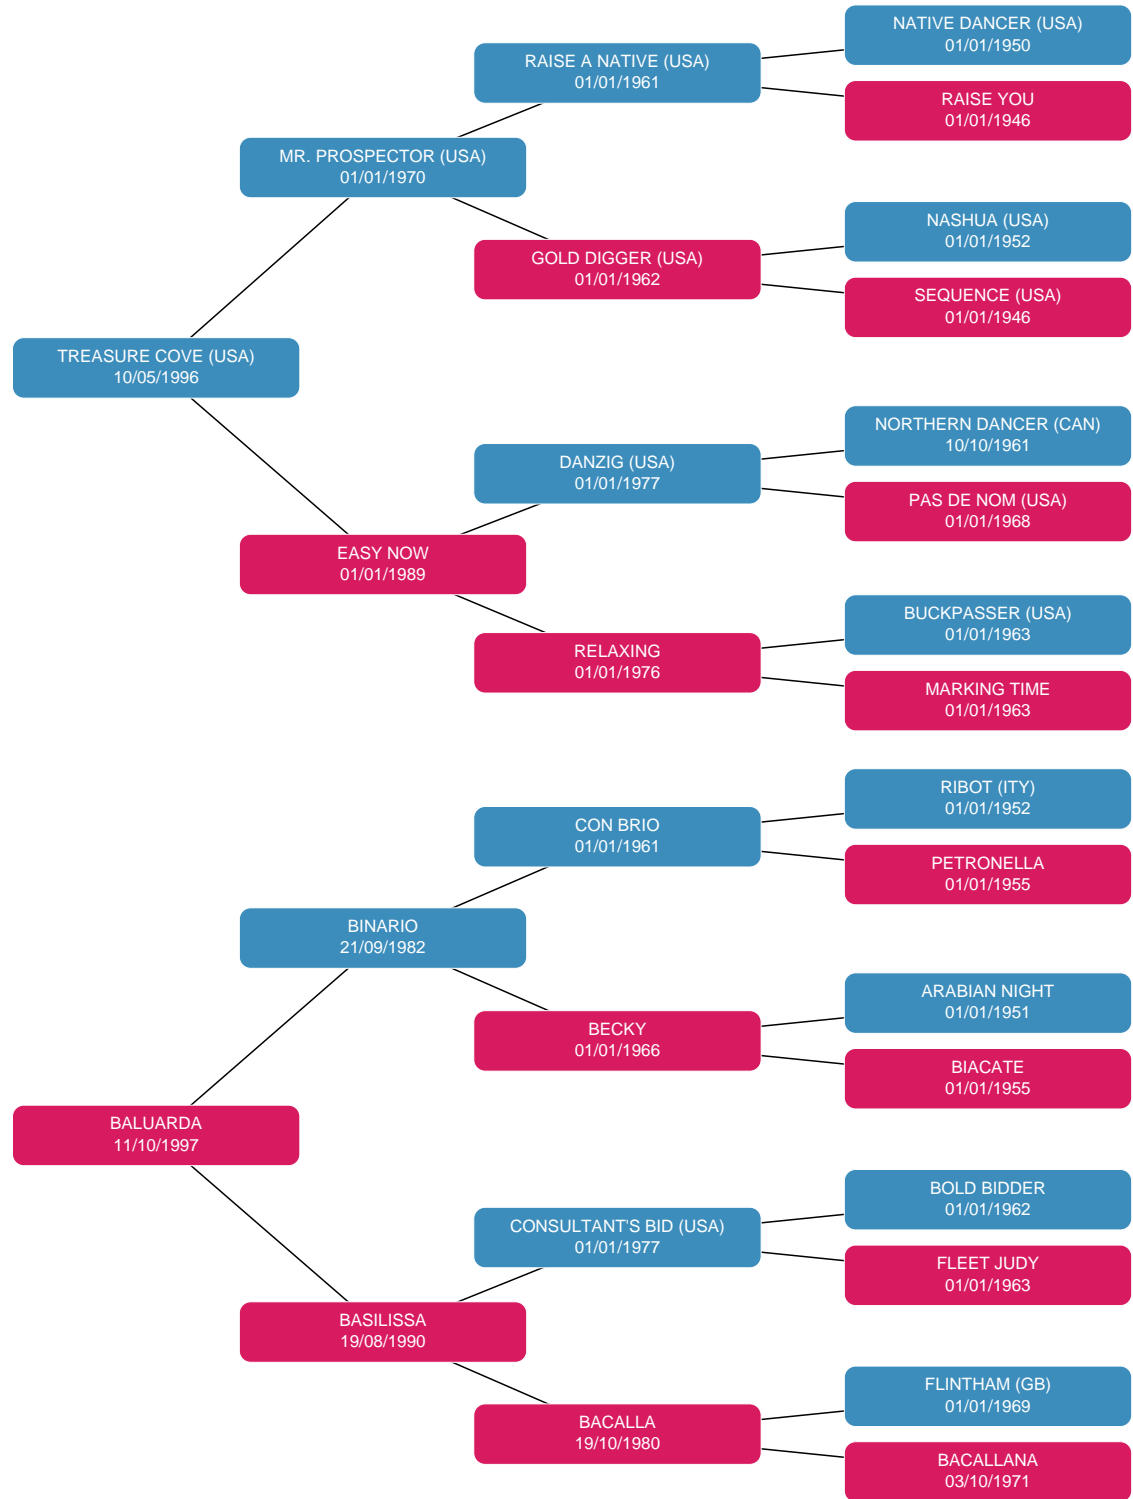 NATIVE DANCER (USA)
01/01/1950
RAISE A NATIVE (USA)
01/01/1961
RAISE YOU
01/01/1946
MR. PROSPECTOR (USA)
01/01/1970
NASHUA (USA)
01/01/1952
GOLD DIGGER (USA)
01/01/1962
SEQUENCE (USA)
01/01/1946
TREASURE COVE (USA)
10/05/1996
NORTHERN DANCER (CAN)
10/10/1961
DANZIG (USA)
01/01/1977
PAS DE NOM (USA)
01/01/1968
EASY NOW
01/01/1989
BUCKPASSER (USA)
01/01/1963
RELAXING
01/01/1976
MARKING TIME
01/01/1963
RIBOT (ITY)
01/01/1952
CON BRIO
01/01/1961
PETRONELLA
01/01/1955
BINARIO
21/09/1982
ARABIAN NIGHT
01/01/1951
BECKY
01/01/1966
BIACATE
01/01/1955
BALUARDA
11/10/1997
BOLD BIDDER
01/01/1962
CONSULTANT'S BID (USA)
01/01/1977
FLEET JUDY
01/01/1963
BASILISSA
19/08/1990
FLINTHAM (GB)
01/01/1969
BACALLA
19/10/1980
BACALLANA
03/10/1971